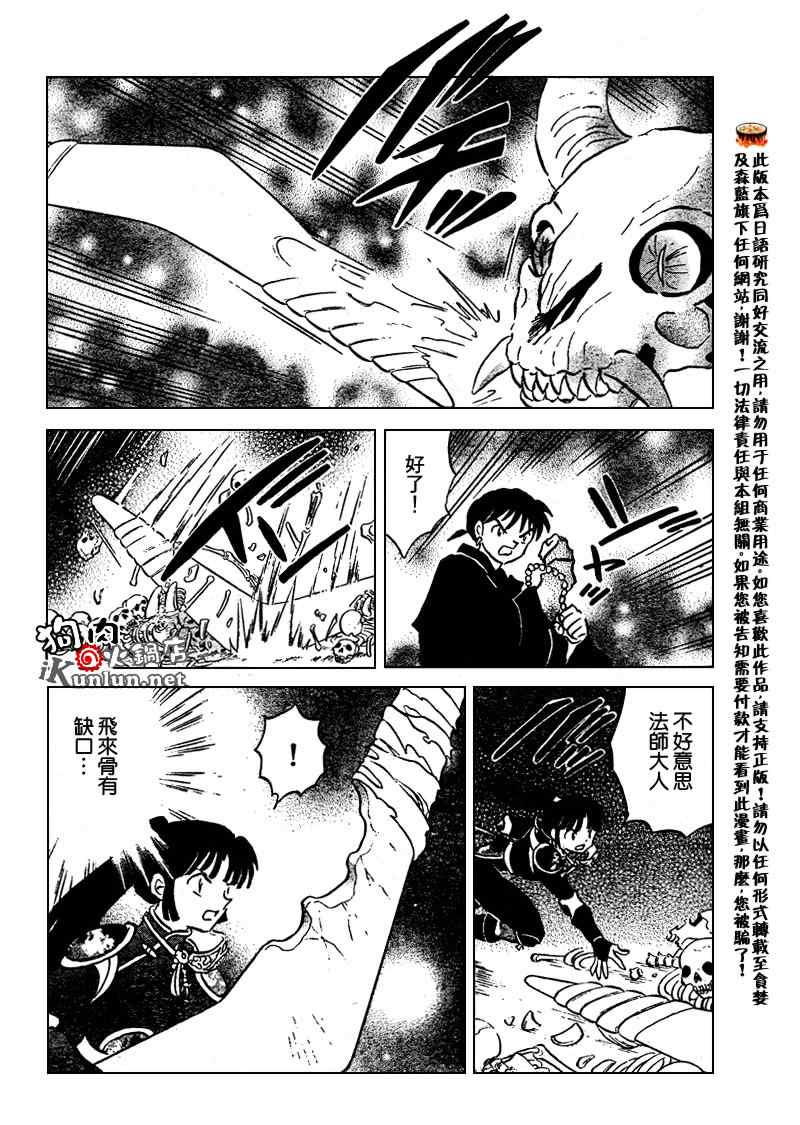 好了！
不好意思
法師大人
！
飛來骨有
缺口…
狗肉火鍋店
iKunlun.net
此版本爲日語研究同好交流之用，請勿用于任何商業用途。如您喜歡此作品，請支持正版！請勿以任何形式轉載至貪婪
及森藍旗下任何網站，謝謝！一切法律責任與本組無關。如果您被告知需要付款才能看到此漫畫，那麽，您被騙了！